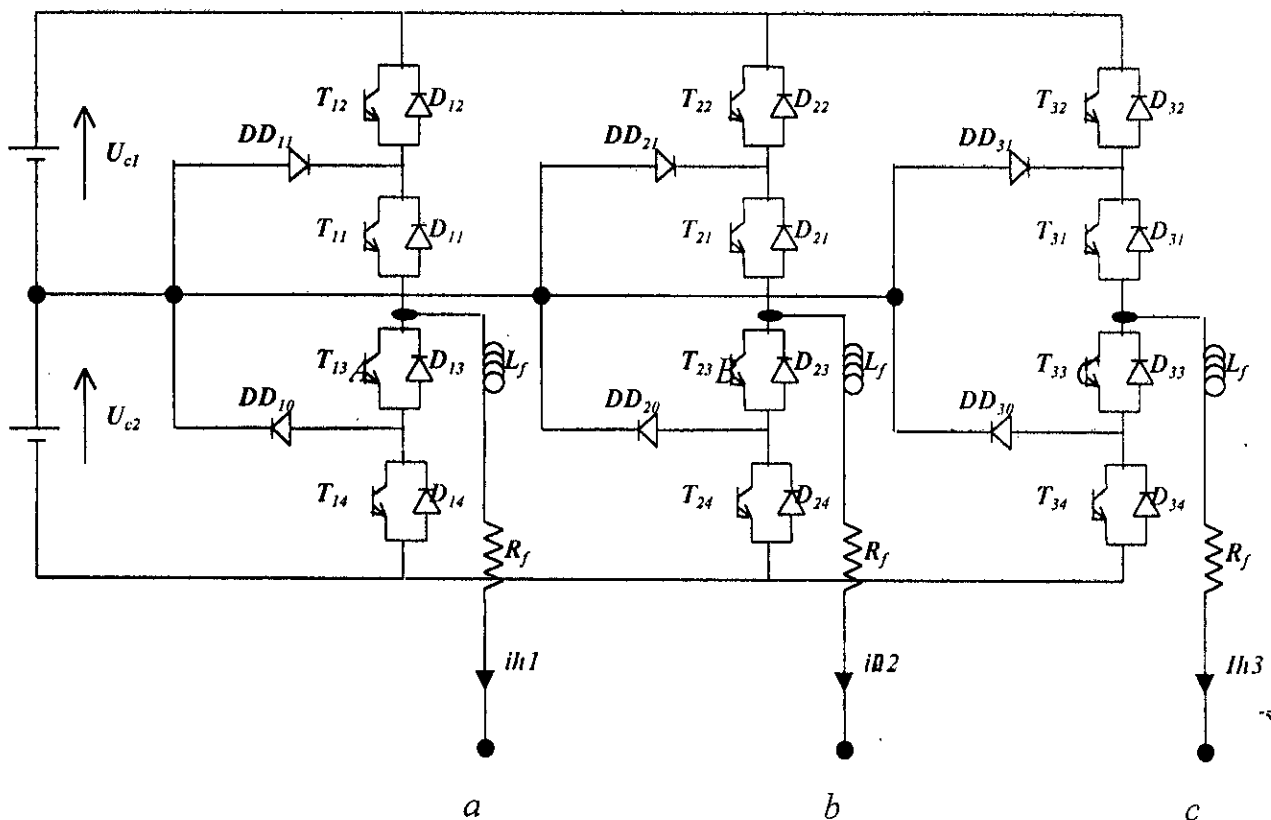 T12 D12 T22 D22 T32 D32
DD11 DD21 DD31
Uc1
T11 D11 T21 D21 T31 D31
T13 A D13 Lf T23 B D23 Lf T33 C D33 Lf
DD10 DD20 DD30
Uc2
T14 D14 T24 D24 T34 D34
Rf Rf Rf
ih1 Ih3
a b c